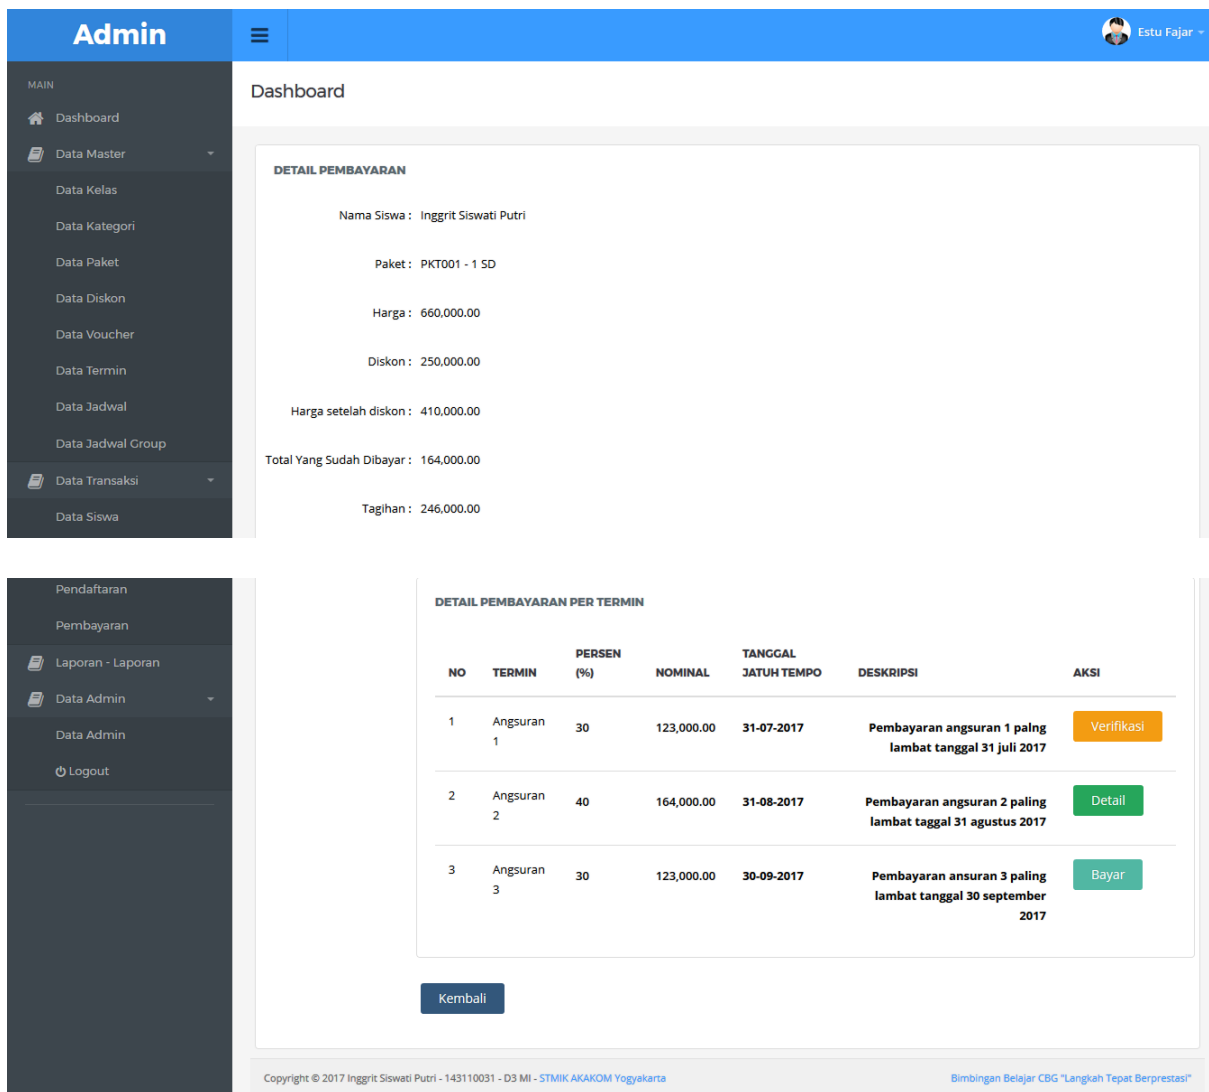 Admin
Estu Fajar
MAIN
Dashboard
Dashboard
Data Master
Data Kelas
Data Kategori
Data Paket
Data Diskon
Data Voucher
Data Termin
Data Jadwal
Data Jadwal Group
Data Transaksi
Data Siswa
DETAIL PEMBAYARAN
Nama Siswa : Inggrit Siswati Putri
Paket : PKT001 - 1 SD
Harga : 660,000.00
Diskon : 250,000.00
Harga setelah diskon : 410,000.00
Total Yang Sudah Dibayar : 164,000.00
Tagihan : 246,000.00
Pendaftaran
Pembayaran
Laporan - Laporan
Data Admin
Data Admin
Logout
DETAIL PEMBAYARAN PER TERMIN
PERSEN TANGGAL
NO TERMIN (%) NOMINAL JATUH TEMPO DESKRIPSI AKSI
1 Angsuran 30 123,000.00 31-07-2017 Pembayaran angsuran 1 palng Verifikasi
1 lambat tanggal 31 juli 2017
2 Angsuran 40 164,000.00 31-08-2017 Pembayaran angsuran 2 paling Detail
2 lambat taggal 31 agustus 2017
3 Angsuran 30 123,000.00 30-09-2017 Pembayaran ansuran 3 paling Bayar
3 lambat tanggal 30 september
2017
Kembali
Copyright © 2017 Inggrit Siswati Putri - 143110031 - D3 MI - STMIK AKAKOM Yogyakarta
Bimbingan Belajar CBG "Langkah Tepat Berprestasi"